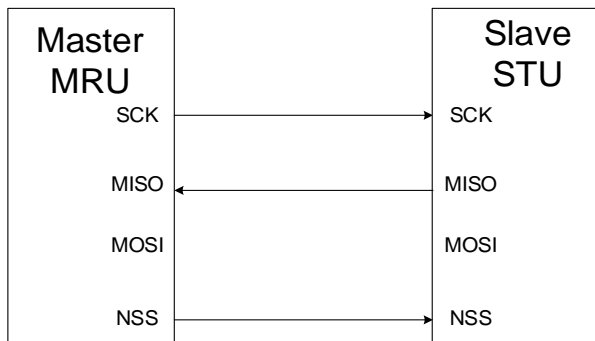 Master
MRU
Slave
STU
SCK
SCK
MISO
MISO
MOSI
MOSI
NSS
NSS